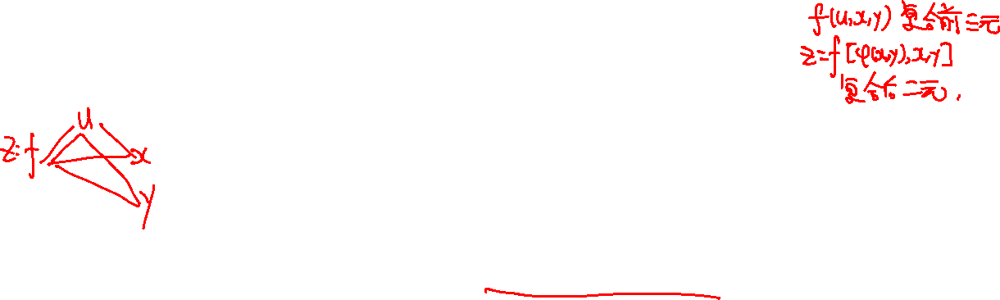 f(u,x,y) 复合前三元
z=f[φ(x,y),x,y]
复合后二元.
u
z=f
x
y